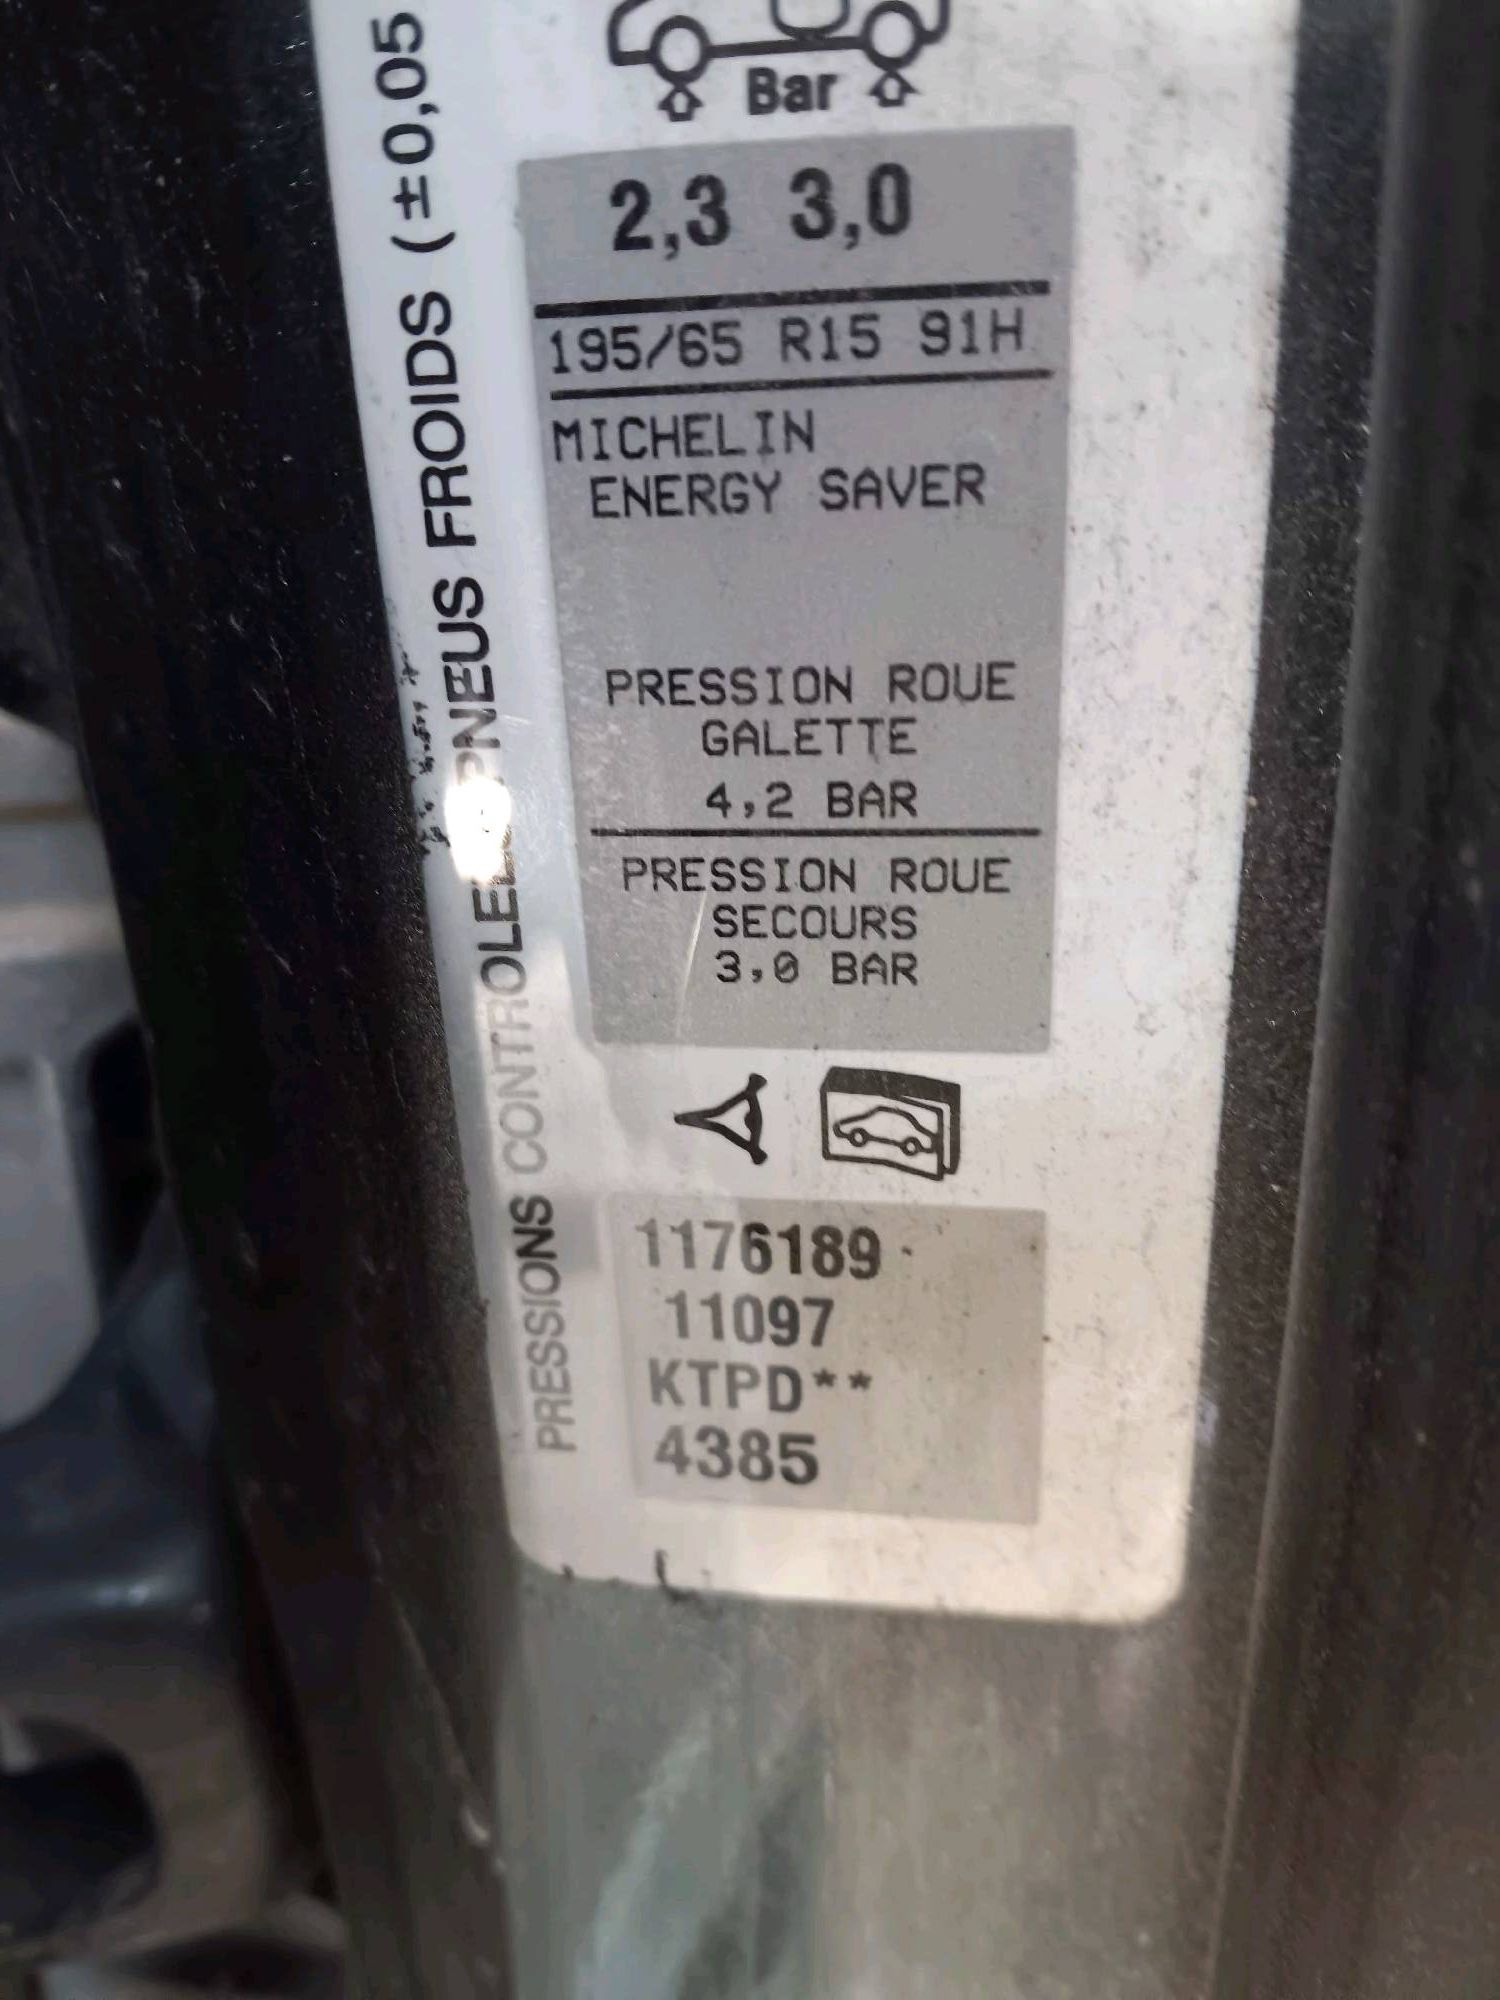 Bar
2,3 3,0
195/65 R15 91H
MICHELIN
ENERGY SAVER
PRESSION ROUE
GALETTE
4,2 BAR
PRESSION ROUE
SECOURS
3,0 BAR
1176189
11097
KTPD**
4385
PRESSIONS CONTROLEES PNEUS FROIDS (±0,05